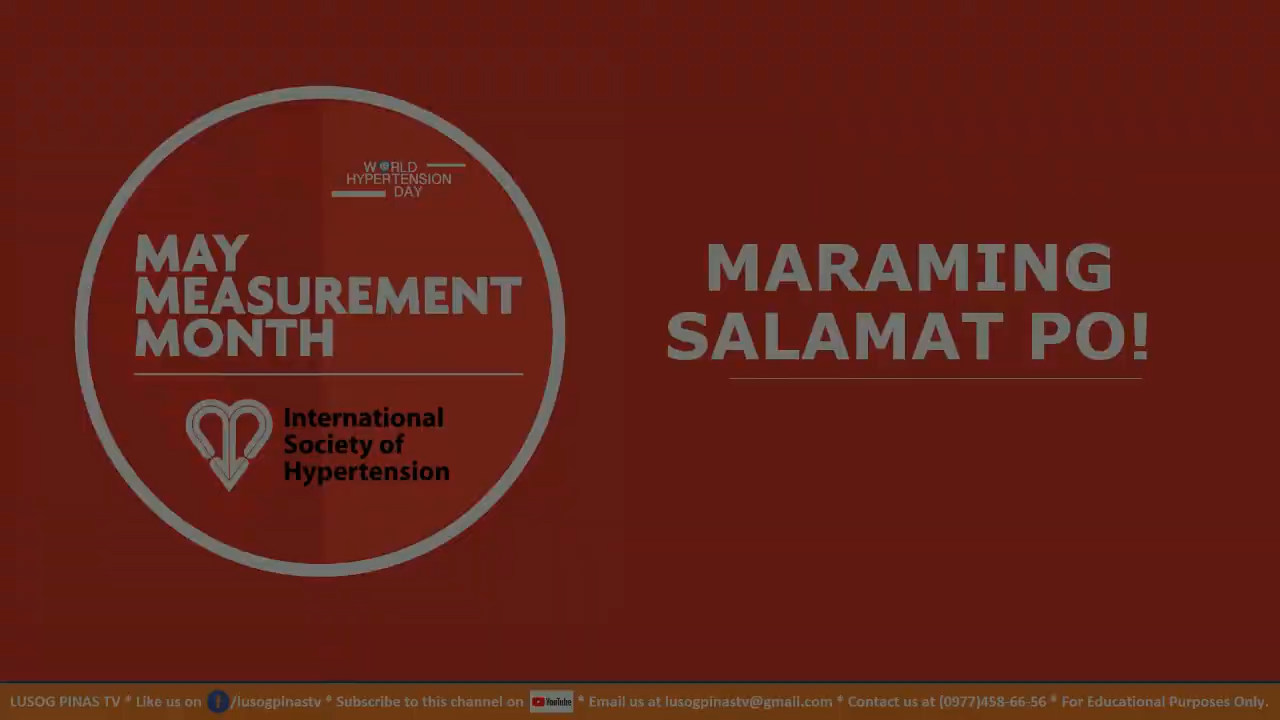 WORLD
HYPERTENSION
DAY
MAY
MEASUREMENT
MONTH
International
Society of
Hypertension
MARAMING
SALAMAT PO!
LUSOG PINAS TV * Like us on f /lusogpinastv * Subscribe to this channel on YouTube * Email us at lusogpinastv@gmail.com * Contact us at (0977)458-66-56 * For Educational Purposes Only.